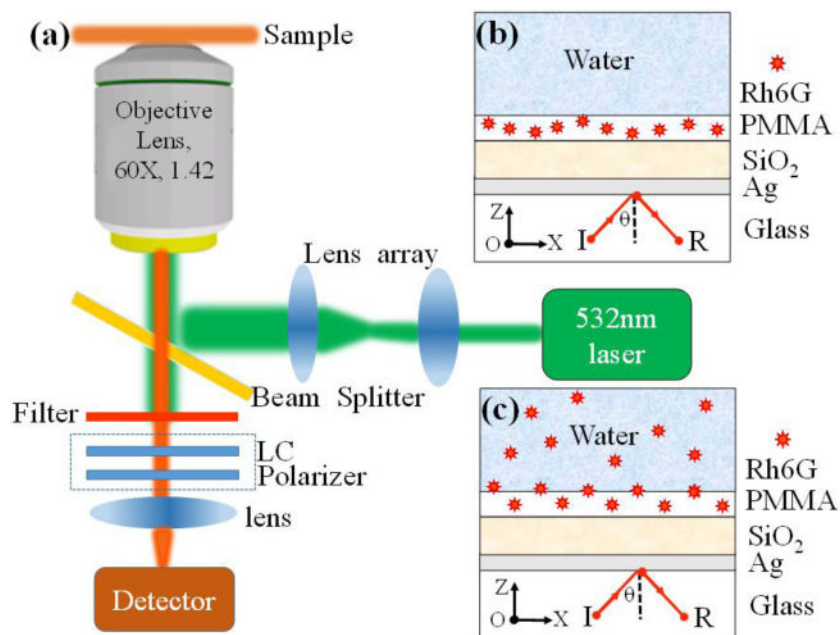 (a)
Sample
Objective
Lens,
60X, 1.42
Lens array
532nm
laser
Beam Splitter
Filter
LC
Polarizer
lens
Detector
(b)
Water
Rh6G
PMMA
SiO₂
Ag
Glass
Z
O
X
I
θ
R
(c)
Water
Rh6G
PMMA
SiO₂
Ag
Glass
Z
O
X
I
θ
R